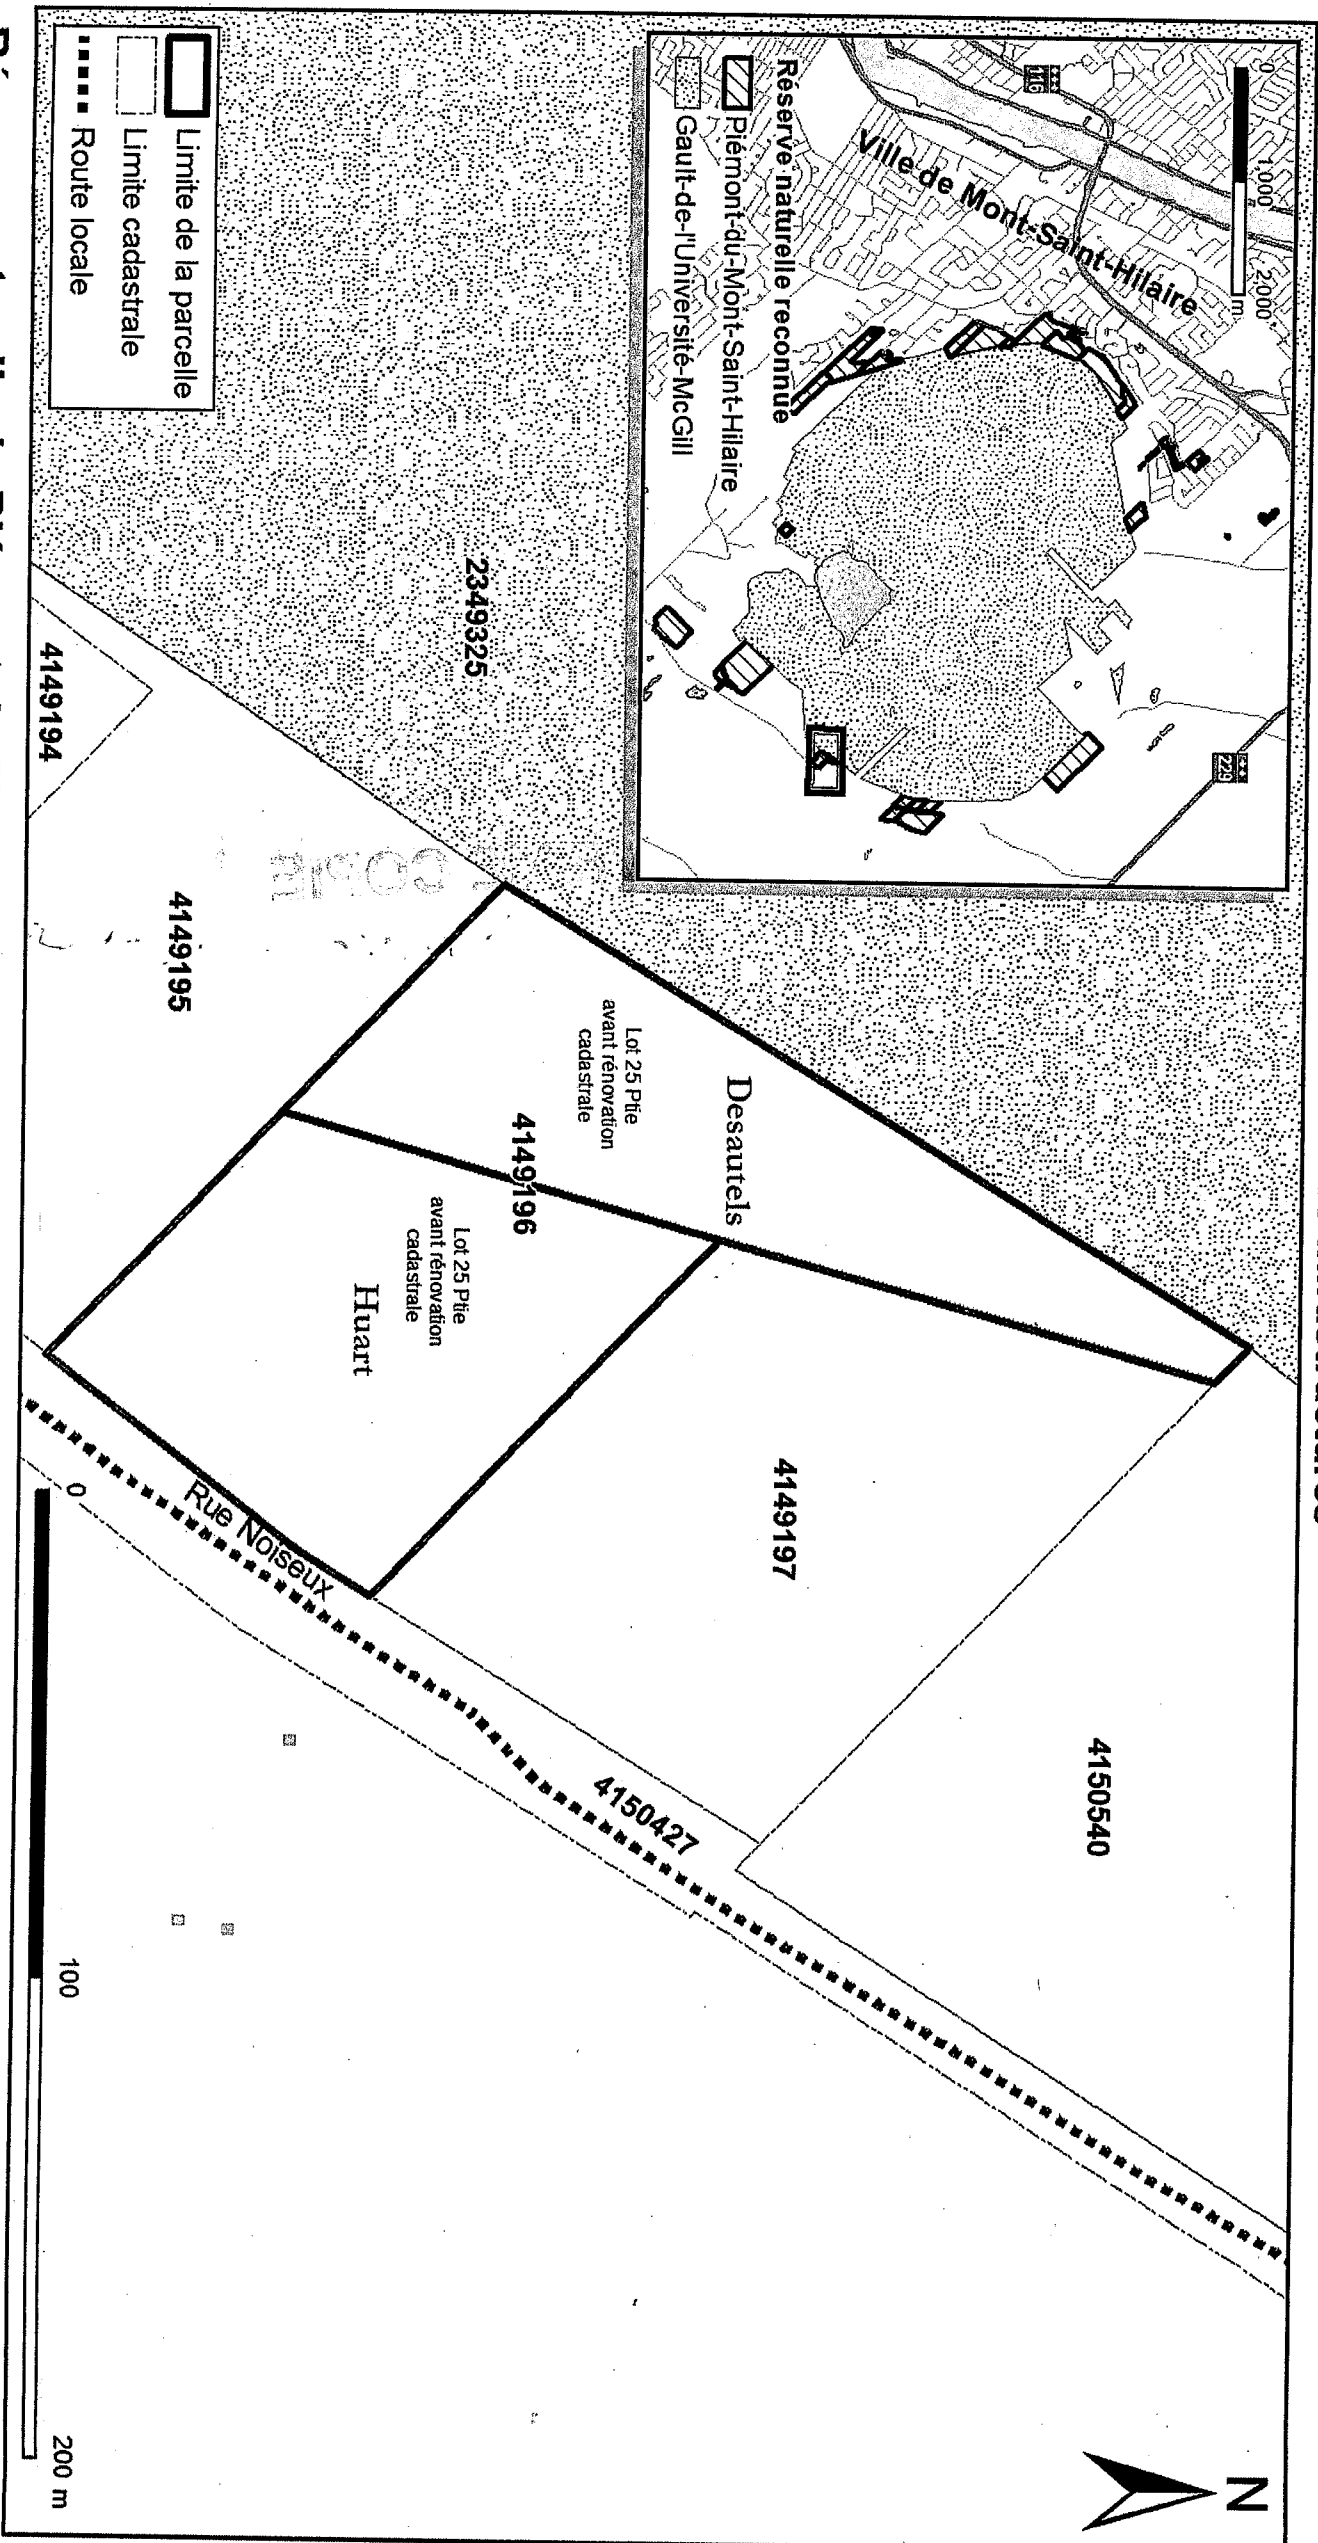 0 1 000 2 000 m
116
Ville de Mont-Saint-Hilaire
229
Réserve naturelle reconnue
Piémont-du-Mont-Saint-Hilaire
Gault-de-l'Université-McGill
N
4150540
4149197
Desautels
Lot 25 Ptie
avant rénovation
cadastrale
4149196
2349325
Lot 25 Ptie
avant rénovation
cadastrale
Huart
4150427
Rue Noiseux
4149195
4149194
COPIE
Limite de la parcelle
Limite cadastrale
Route locale
0 100 200 m